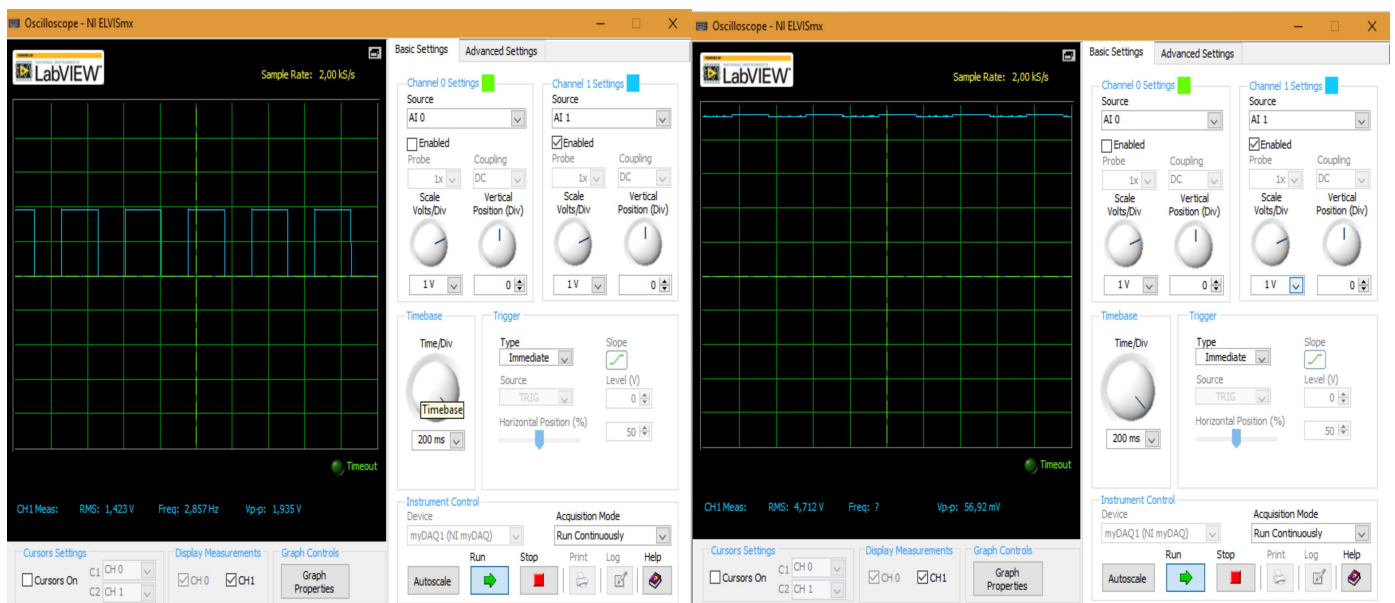 Oscilloscope - NI ELVISmx
LabVIEW
Sample Rate: 2,00 kS/s
Timeout
CH1 Meas: RMS: 1,423 V Freq: 2,857 Hz Vp-p: 1,935 V
Basic Settings Advanced Settings
Channel 0 Settings Channel 1 Settings
Source Source
AI 0 AI 1
Enabled Enabled
Probe Coupling Probe Coupling
1x DC 1x DC
Scale Vertical Scale Vertical
Volts/Div Position (Div) Volts/Div Position (Div)
1 V 0 1 V 0
Timebase Trigger
Time/Div Type Slope
Immediate
Source Level (V)
Timebase TRIG 0
Horizontal Position (%)
200 ms 50
Instrument Control
Device Acquisition Mode
myDAQ1 (NI myDAQ) Run Continuously
Cursors Settings Display Measurements Graph Controls
Cursors On C1 CH 0 CH 0 CH1 Graph
C2 CH 1 Properties
Run Stop Print Log Help
Autoscale
Oscilloscope - NI ELVISmx
LabVIEW
Sample Rate: 2,00 kS/s
Timeout
CH1 Meas: RMS: 4,712 V Freq: ? Vp-p: 56,92 mV
Basic Settings Advanced Settings
Channel 0 Settings Channel 1 Settings
Source Source
AI 0 AI 1
Enabled Enabled
Probe Coupling Probe Coupling
1x DC 1x DC
Scale Vertical Scale Vertical
Volts/Div Position (Div) Volts/Div Position (Div)
1 V 0 1 V 0
Timebase Trigger
Time/Div Type Slope
Immediate
Source Level (V)
TRIG 0
Horizontal Position (%)
200 ms 50
Instrument Control
Device Acquisition Mode
myDAQ1 (NI myDAQ) Run Continuously
Cursors Settings Display Measurements Graph Controls
Cursors On C1 CH 0 CH 0 CH1 Graph
C2 CH 1 Properties
Run Stop Print Log Help
Autoscale